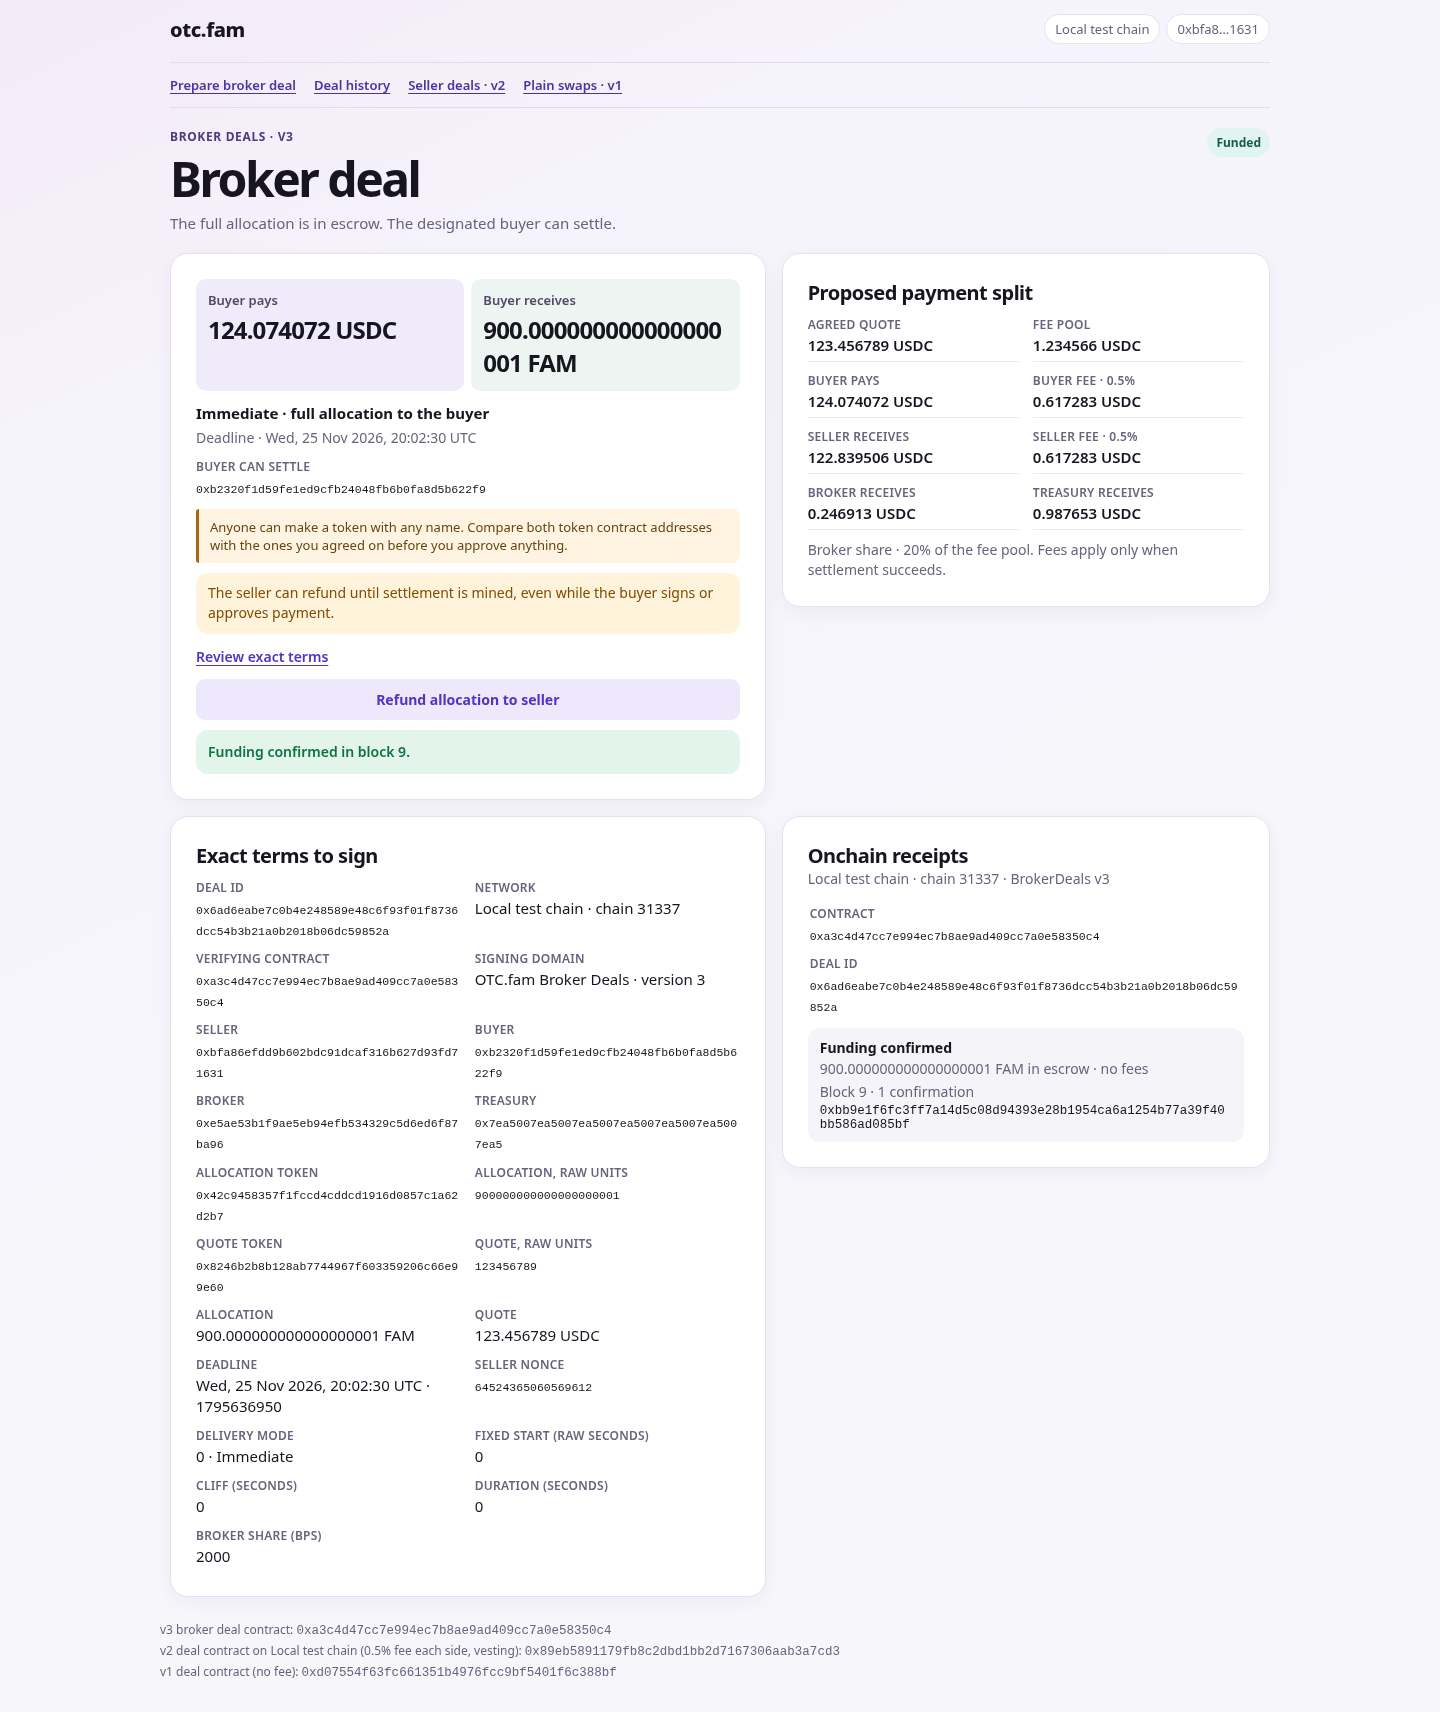 otc.fam
Local test chain
0xbfa8…1631
Prepare broker deal
Deal history
Seller deals · v2
Plain swaps · v1
BROKER DEALS · V3
Funded
Broker deal
The full allocation is in escrow. The designated buyer can settle.
Buyer pays
124.074072 USDC
Buyer receives
900.000000000000000
001 FAM
Immediate · full allocation to the buyer
Deadline · Wed, 25 Nov 2026, 20:02:30 UTC
BUYER CAN SETTLE
0xb2320f1d59fe1ed9cfb24048fb6b0fa8d5b622f9
Anyone can make a token with any name. Compare both token contract addresses
with the ones you agreed on before you approve anything.
The seller can refund until settlement is mined, even while the buyer signs or
approves payment.
Review exact terms
Refund allocation to seller
Funding confirmed in block 9.
Proposed payment split
AGREED QUOTE
123.456789 USDC
FEE POOL
1.234566 USDC
BUYER PAYS
124.074072 USDC
BUYER FEE · 0.5%
0.617283 USDC
SELLER RECEIVES
122.839506 USDC
SELLER FEE · 0.5%
0.617283 USDC
BROKER RECEIVES
0.246913 USDC
TREASURY RECEIVES
0.987653 USDC
Broker share · 20% of the fee pool. Fees apply only when
settlement succeeds.
Exact terms to sign
DEAL ID
0x6ad6eabe7c0b4e248589e48c6f93f01f8736
dcc54b3b21a0b2018b06dc59852a
NETWORK
Local test chain · chain 31337
VERIFYING CONTRACT
0xa3c4d47cc7e994ec7b8ae9ad409cc7a0e583
50c4
SIGNING DOMAIN
OTC.fam Broker Deals · version 3
SELLER
0xbfa86efdd9b602bdc91dcaf316b627d93fd7
1631
BUYER
0xb2320f1d59fe1ed9cfb24048fb6b0fa8d5b6
22f9
BROKER
0xe5ae53b1f9ae5eb94efb534329c5d6ed6f87
ba96
TREASURY
0x7ea5007ea5007ea5007ea5007ea5007ea500
7ea5
ALLOCATION TOKEN
0x42c9458357f1fccd4cddcd1916d0857c1a62
d2b7
ALLOCATION, RAW UNITS
900000000000000000001
QUOTE TOKEN
0x8246b2b8b128ab7744967f603359206c66e9
9e60
QUOTE, RAW UNITS
123456789
ALLOCATION
900.000000000000000001 FAM
QUOTE
123.456789 USDC
DEADLINE
Wed, 25 Nov 2026, 20:02:30 UTC ·
1795636950
SELLER NONCE
64524365060569612
DELIVERY MODE
0 · Immediate
FIXED START (RAW SECONDS)
0
CLIFF (SECONDS)
0
DURATION (SECONDS)
0
BROKER SHARE (BPS)
2000
Onchain receipts
Local test chain · chain 31337 · BrokerDeals v3
CONTRACT
0xa3c4d47cc7e994ec7b8ae9ad409cc7a0e58350c4
DEAL ID
0x6ad6eabe7c0b4e248589e48c6f93f01f8736dcc54b3b21a0b2018b06dc59
852a
Funding confirmed
900.000000000000000001 FAM in escrow · no fees
Block 9 · 1 confirmation
0xbb9e1f6fc3ff7a14d5c08d94393e28b1954ca6a1254b77a39f40
bb586ad085bf
v3 broker deal contract: 0xa3c4d47cc7e994ec7b8ae9ad409cc7a0e58350c4
v2 deal contract on Local test chain (0.5% fee each side, vesting): 0x89eb5891179fb8c2dbd1bb2d7167306aab3a7cd3
v1 deal contract (no fee): 0xd07554f63fc661351b4976fcc9bf5401f6c388bf